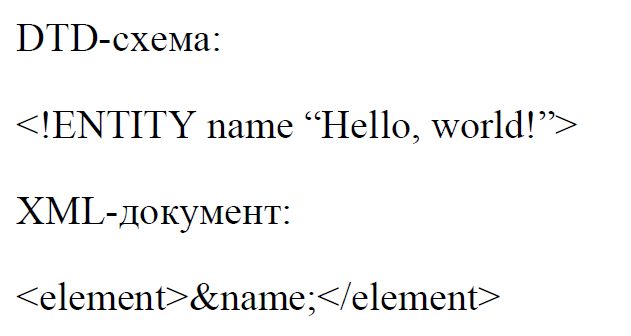 DTD-схема:
<!ENTITY name “Hello, world!”>
XML-документ:
<element>&name;</element>